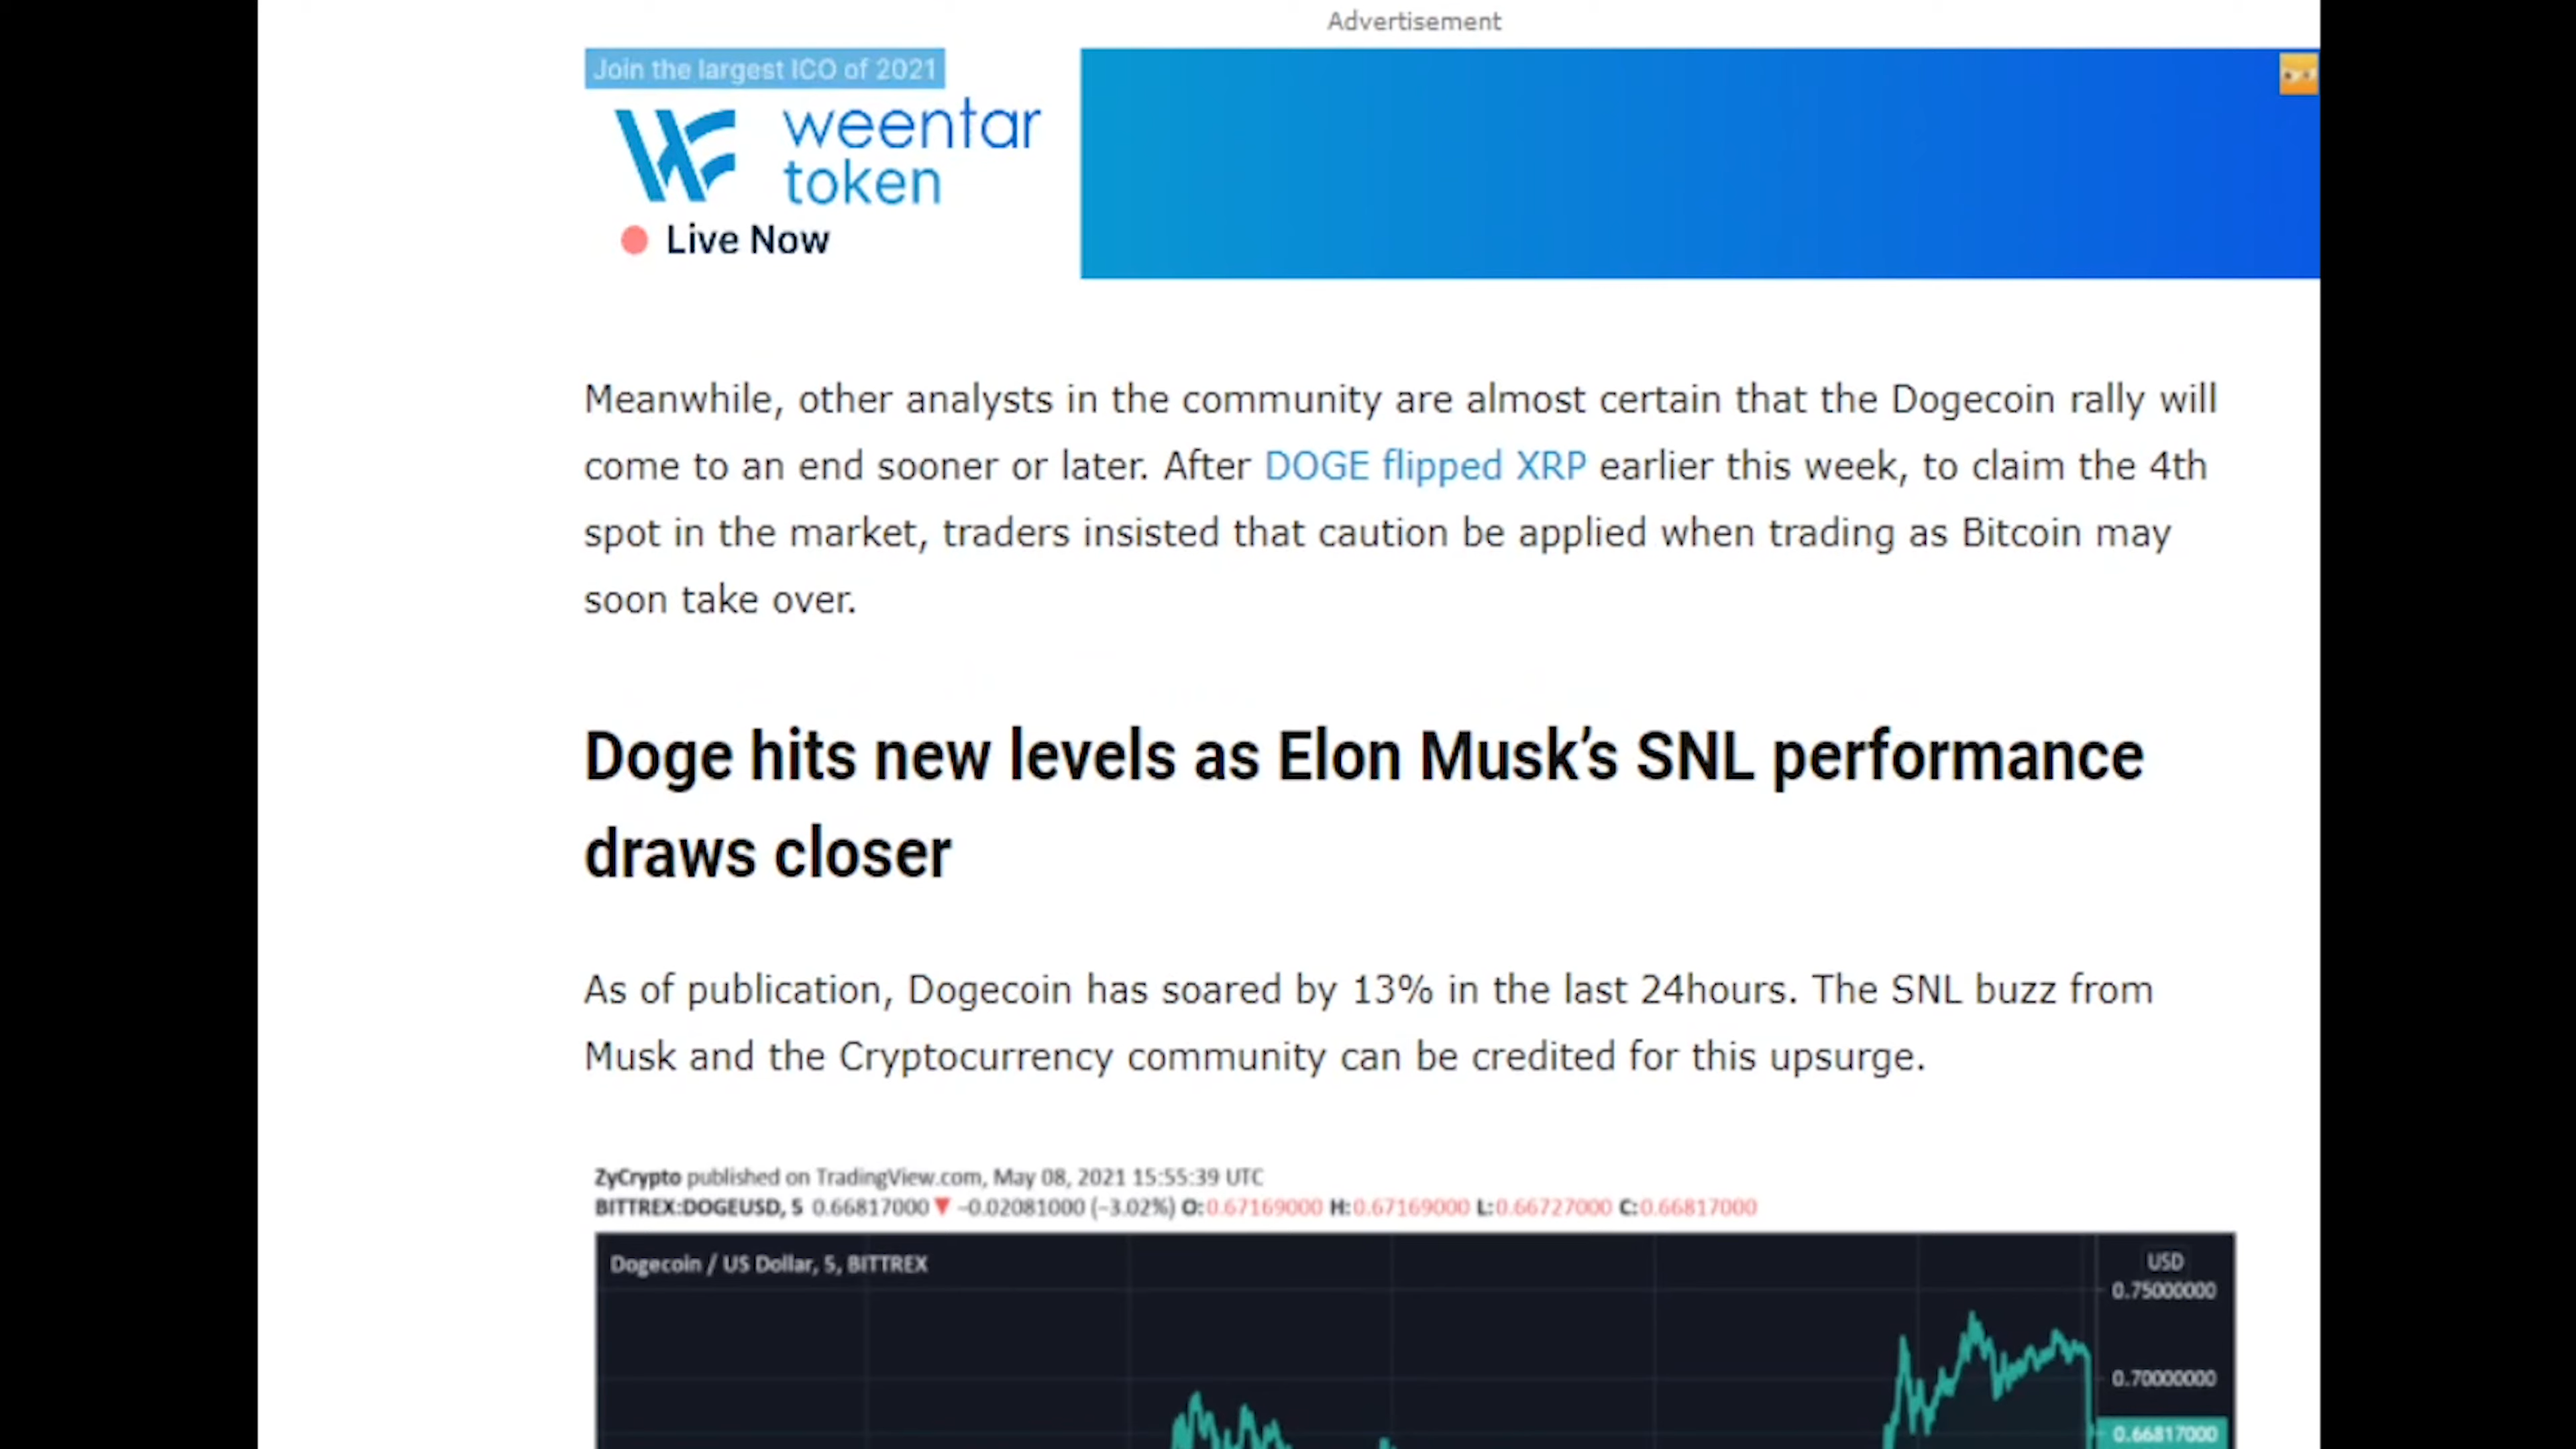 Advertisement
Join the largest ICO of 2021
weentar
token
Live Now
Meanwhile, other analysts in the community are almost certain that the Dogecoin rally will
come to an end sooner or later. After DOGE flipped XRP earlier this week, to claim the 4th
spot in the market, traders insisted that caution be applied when trading as Bitcoin may
soon take over.
Doge hits new levels as Elon Musk’s SNL performance
draws closer
As of publication, Dogecoin has soared by 13% in the last 24hours. The SNL buzz from
Musk and the Cryptocurrency community can be credited for this upsurge.
ZyCrypto published on TradingView.com, May 08, 2021 15:55:39 UTC
BITTREX:DOGEUSD, 5 0.66817000 ▼ −0.02081000 (−3.02%) O:0.67169000 H:0.67169000 L:0.66727000 C:0.66817000
Dogecoin / US Dollar, 5, BITTREX
USD
0.75000000
0.70000000
0.66817000